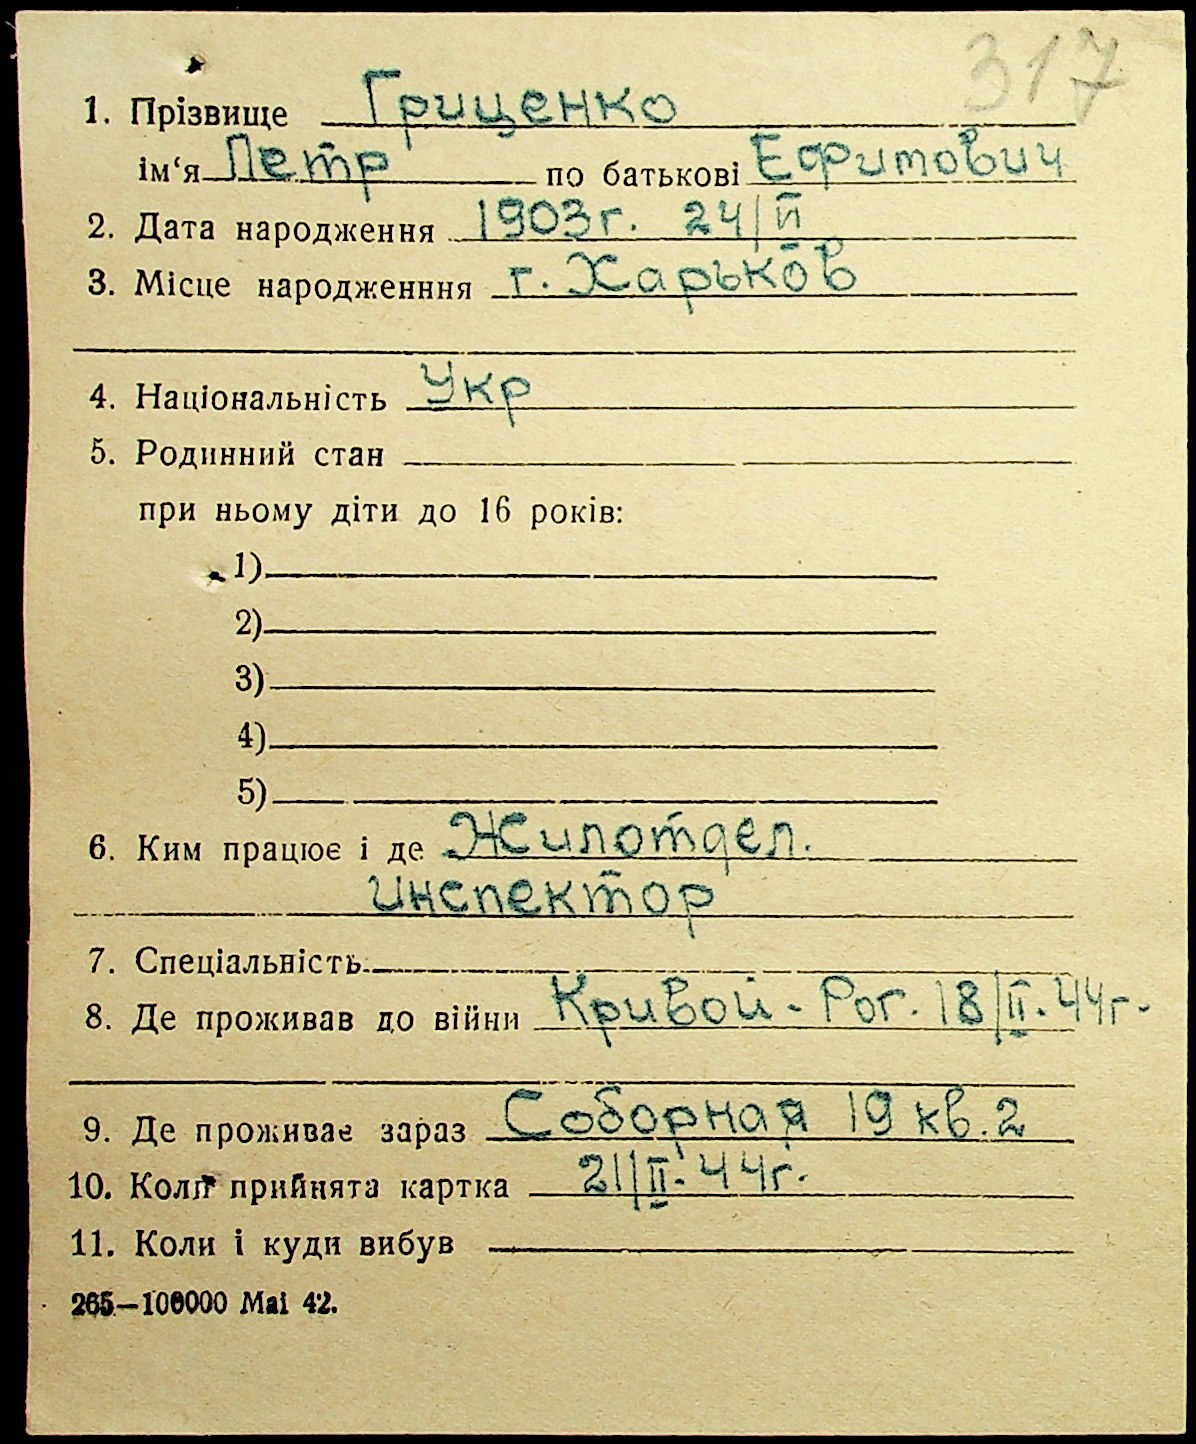 317
1. Прізвище Гриценко
ім‘я Петр по батькові Ефимович
2. Дата народження 1903г. 24/II
3. Місце народженння г. Харьков
4. Національність Укр
5. Родинний стан
при ньому діти до 16 років:
1)
2)
3)
4)
5)
6. Ким працює і де Жилотдел.
инспектор
7. Спеціальність
8. Де проживав до війни Кривой-Рог. 18/II.44г.
9. Де проживає зараз Соборная 19 кв.2
10. Коли прийнята картка 21/II.44г.
11. Коли і куди вибув
265—100000 Mai 42.